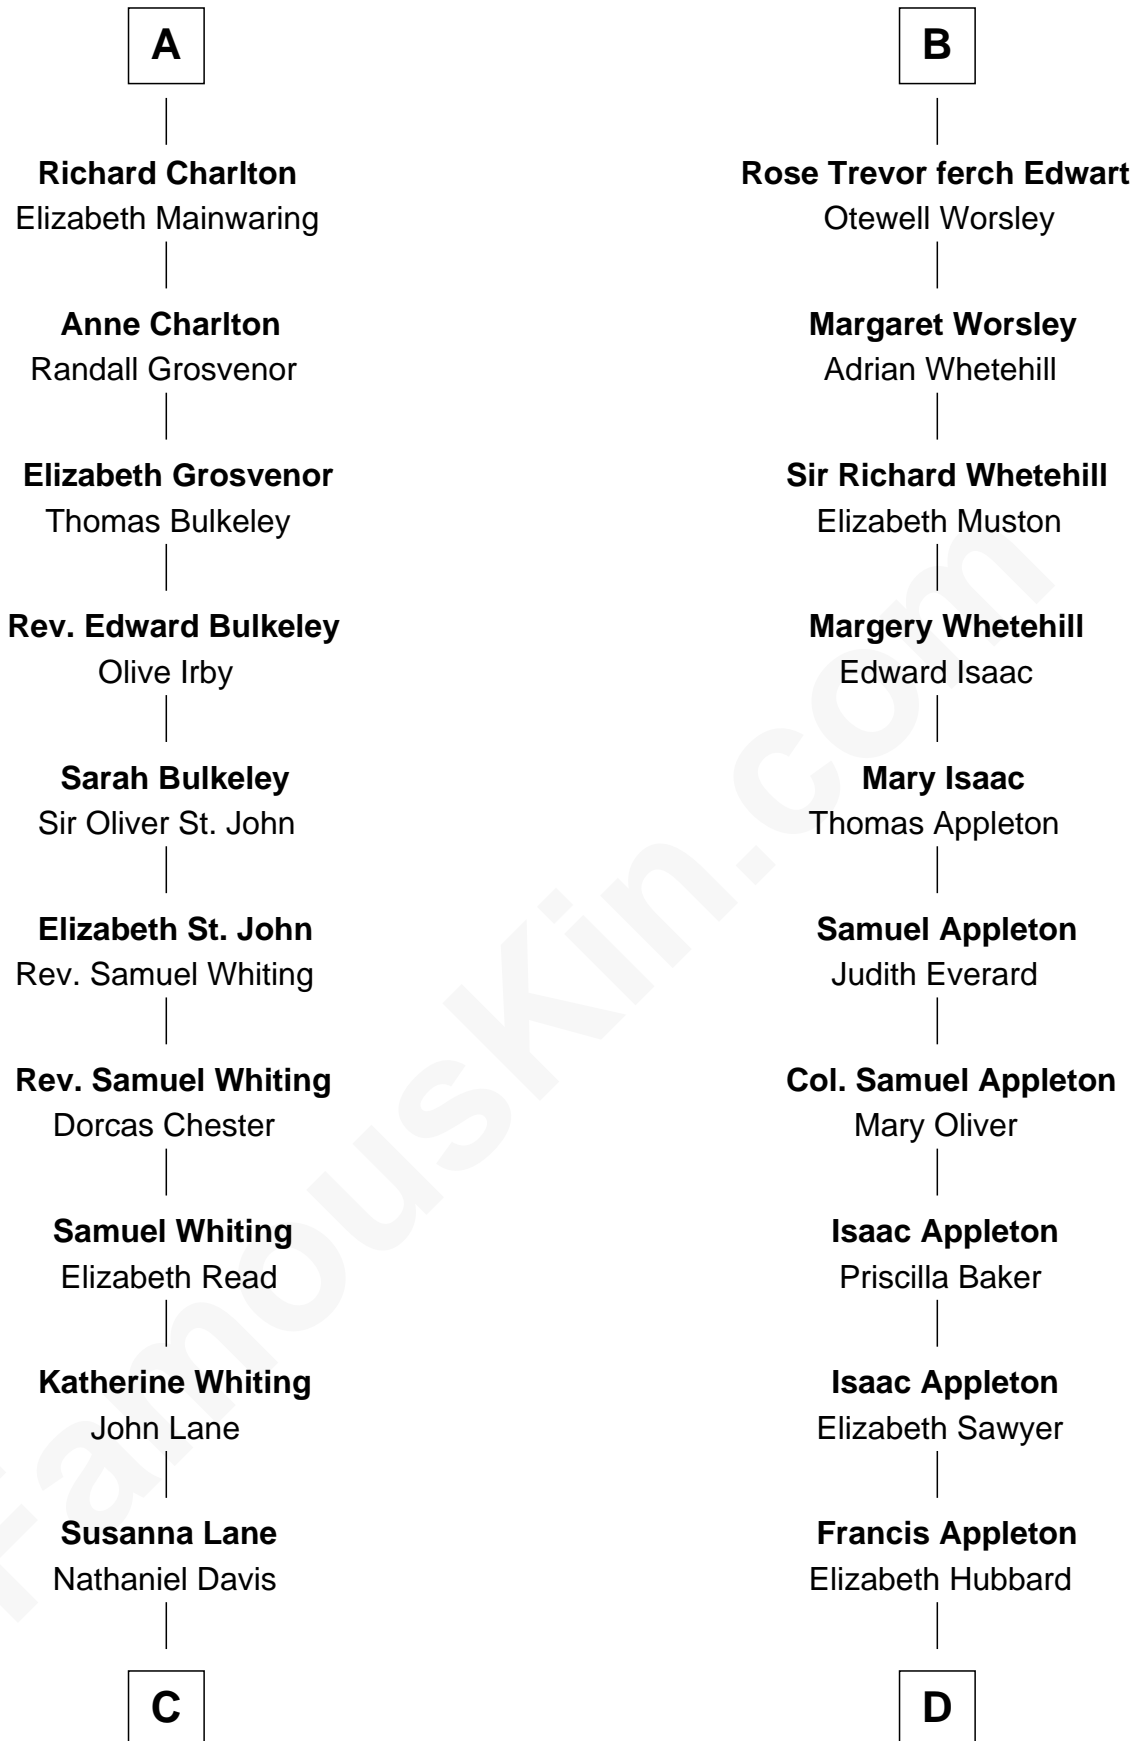 A
Richard Charlton
Elizabeth Mainwaring
Anne Charlton
Randall Grosvenor
Elizabeth Grosvenor
Thomas Bulkeley
Rev. Edward Bulkeley
Olive Irby
Sarah Bulkeley
Sir Oliver St. John
Elizabeth St. John
Rev. Samuel Whiting
Rev. Samuel Whiting
Dorcas Chester
Samuel Whiting
Elizabeth Read
Katherine Whiting
John Lane
Susanna Lane
Nathaniel Davis
C
B
Rose Trevor ferch Edwart
Otewell Worsley
Margaret Worsley
Adrian Whetehill
Sir Richard Whetehill
Elizabeth Muston
Margery Whetehill
Edward Isaac
Mary Isaac
Thomas Appleton
Samuel Appleton
Judith Everard
Col. Samuel Appleton
Mary Oliver
Isaac Appleton
Priscilla Baker
Isaac Appleton
Elizabeth Sawyer
Francis Appleton
Elizabeth Hubbard
D
FamousKin.com